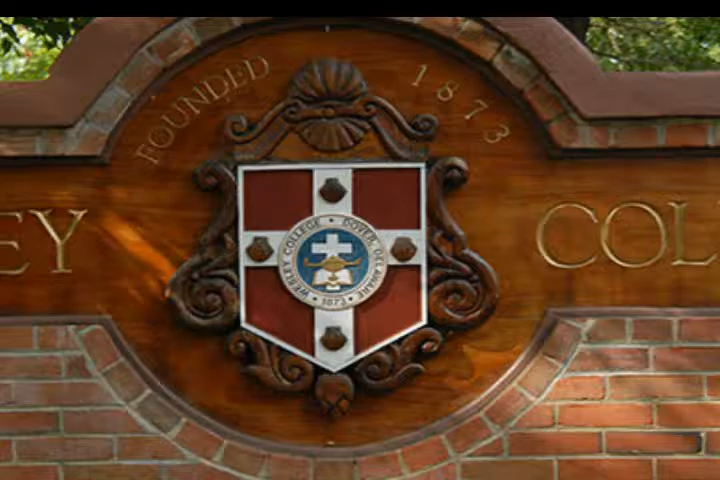 FOUNDED 1873
EY COL
WESLEY COLLEGE • DOVER, DELAWARE
• 1873 •